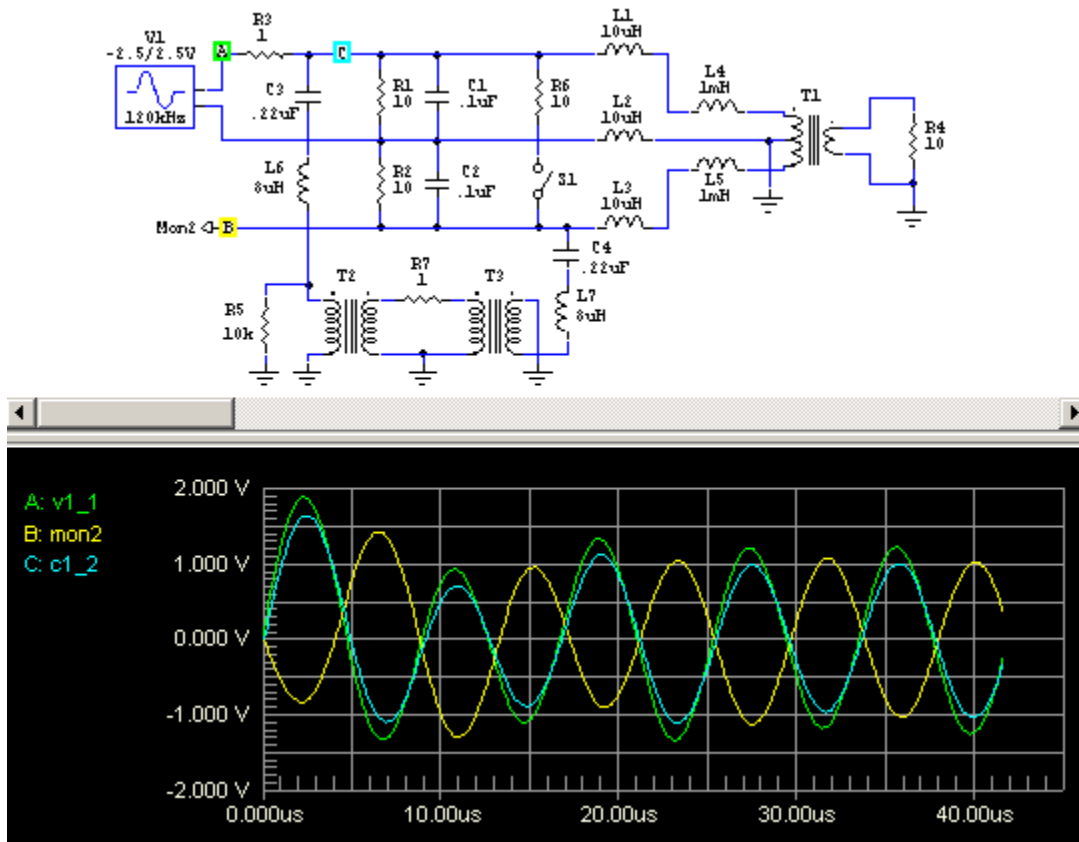 V1
-2.5/2.5V
120kHz
A
R3
1
C
C3
.22uF
R1
10
C1
.1uF
R6
10
L1
10uH
L4
1mH
T1
R4
10
L2
10uH
L6
8uH
R2
10
C2
.1uF
S1
L5
1mH
L3
10uH
Mon2
B
C4
.22uF
R5
10k
T2
R7
1
T3
L7
8uH
A: v1_1
B: mon2
C: c1_2
2.000 V
1.000 V
0.000 V
-1.000 V
-2.000 V
0.000us
10.00us
20.00us
30.00us
40.00us